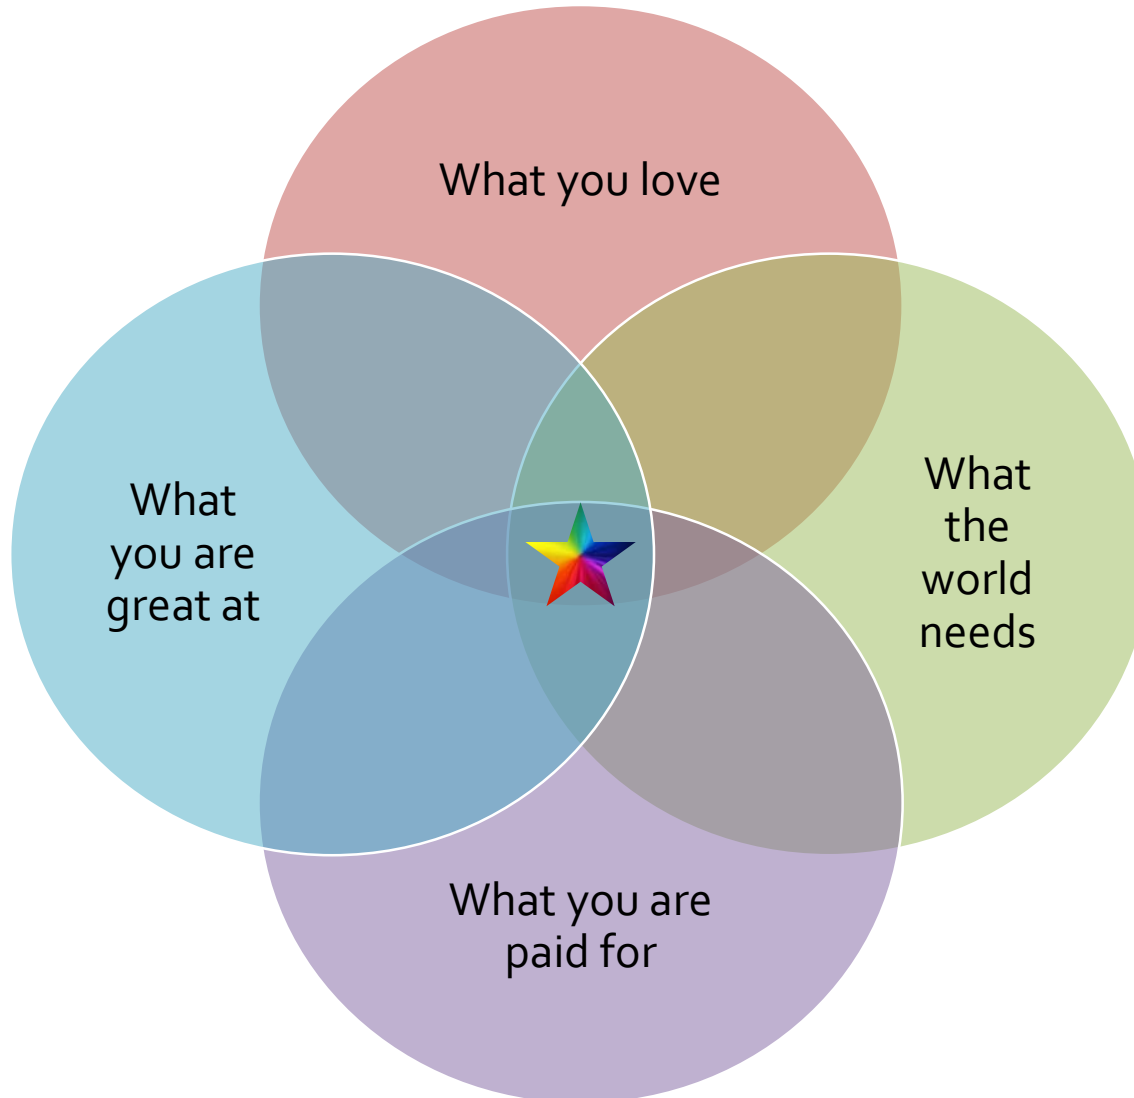 What you love
What
you are
great at
What
the
world
needs
What you are
paid for